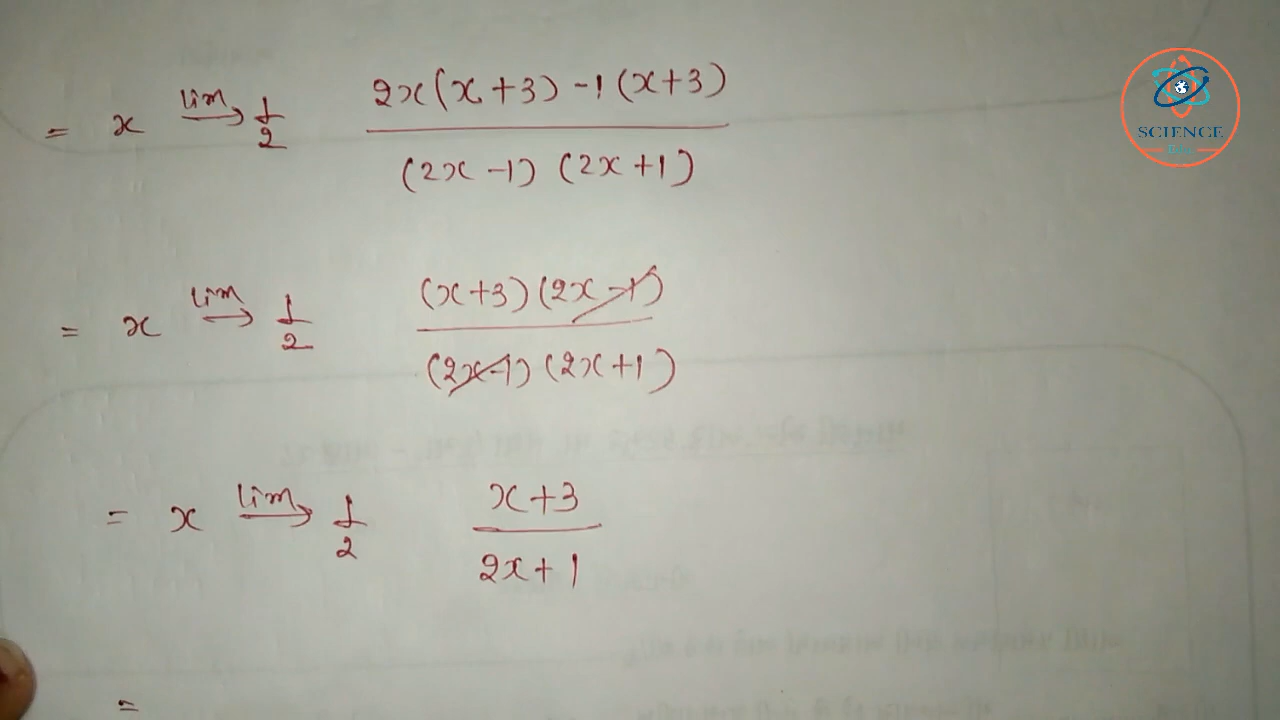 = x lim→ 1/2 2x(x+3) -1(x+3) / (2x-1) (2x+1)
SCIENCE
= x lim→ 1/2 (x+3)(2x-1) / (2x-1)(2x+1)
= x lim→ 1/2 x+3 / 2x+1
=